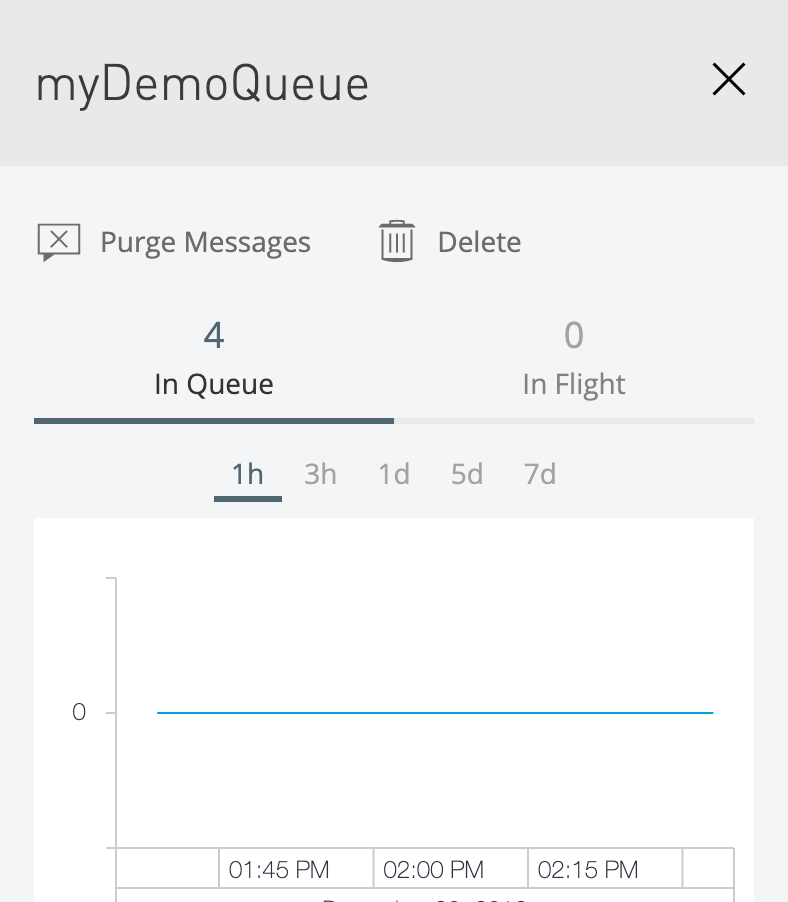 myDemoQueue
Purge Messages Delete
4 0
In Queue In Flight
1h 3h 1d 5d 7d
0
01:45 PM 02:00 PM 02:15 PM